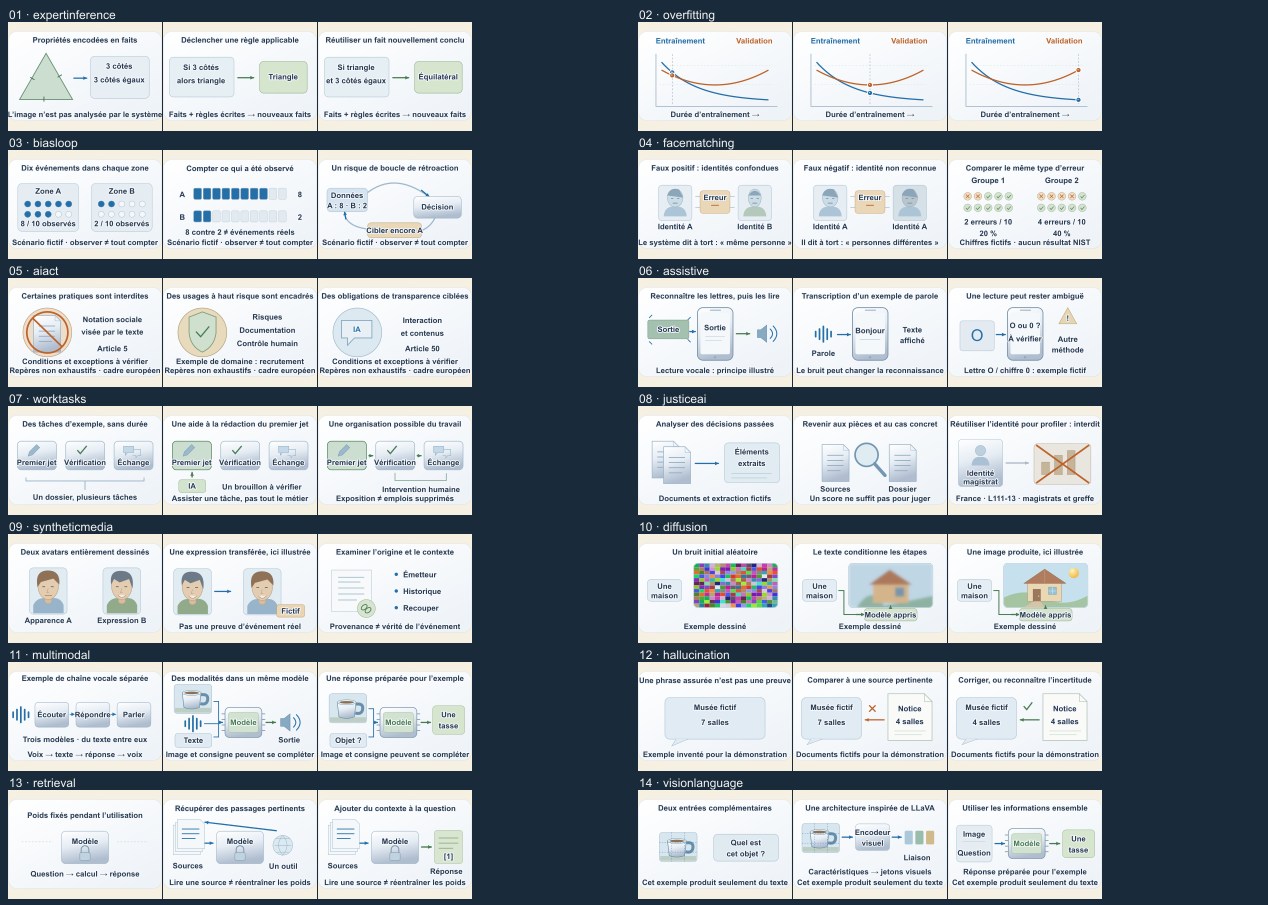 01 · expertinference
Propriétés encodées en faits
3 côtés
3 côtés égaux
L'image n'est pas analysée par le système
Déclencher une règle applicable
Si 3 côtés
alors triangle
Triangle
Faits + règles écrites → nouveaux faits
Réutiliser un fait nouvellement conclu
Si triangle
et 3 côtés égaux
Équilatéral
Faits + règles écrites → nouveaux faits
02 · overfitting
Entraînement
Validation
Durée d'entraînement →
Entraînement
Validation
Durée d'entraînement →
Entraînement
Validation
Durée d'entraînement →
03 · biasloop
Dix événements dans chaque zone
Zone A
8 / 10 observés
Zone B
2 / 10 observés
Scénario fictif · observer ≠ tout compter
Compter ce qui a été observé
A
8
B
2
8 contre 2 ≠ événements réels
Scénario fictif · observer ≠ tout compter
Un risque de boucle de rétroaction
Données
A : 8 · B : 2
Décision
Cibler encore A
Scénario fictif · observer ≠ tout compter
04 · facematching
Faux positif : identités confondues
Erreur
Identité A
Identité B
Le système dit à tort : « même personne »
Faux négatif : identité non reconnue
Erreur
Identité A
Identité A
Il dit à tort : « personnes différentes »
Comparer le même type d'erreur
Groupe 1
2 erreurs / 10
20 %
Groupe 2
4 erreurs / 10
40 %
Chiffres fictifs · aucun résultat NIST
05 · aiact
Certaines pratiques sont interdites
Notation sociale
visée par le texte
Article 5
Conditions et exceptions à vérifier
Repères non exhaustifs · cadre européen
Des usages à haut risque sont encadrés
Risques
Documentation
Contrôle humain
Exemple de domaine : recrutement
Repères non exhaustifs · cadre européen
Des obligations de transparence ciblées
IA
Interaction
et contenus
Article 50
Conditions et exceptions à vérifier
Repères non exhaustifs · cadre européen
06 · assistive
Reconnaître les lettres, puis les lire
Sortie
Sortie
Lecture vocale : principe illustré
Transcription d'un exemple de parole
Parole
Bonjour
Texte
affiché
Le bruit peut changer la reconnaissance
Une lecture peut rester ambiguë
O
O ou 0 ?
À vérifier
!
Autre
méthode
Lettre O / chiffre 0 : exemple fictif
07 · worktasks
Des tâches d'exemple, sans durée
Premier jet
Vérification
Échange
Un dossier, plusieurs tâches
Une aide à la rédaction du premier jet
Premier jet
Vérification
Échange
IA
Un brouillon à vérifier
Assister une tâche, pas tout le métier
Une organisation possible du travail
Premier jet
Vérification
Échange
Intervention humaine
Exposition ≠ emplois supprimés
08 · justiceai
Analyser des décisions passées
Éléments
extraits
Documents et extraction fictifs
Revenir aux pièces et au cas concret
Sources
Dossier
Un score ne suffit pas pour juger
Réutiliser l'identité pour profiler : interdit
Identité
magistrat
France · L111-13 · magistrats et greffe
09 · syntheticmedia
Deux avatars entièrement dessinés
Apparence A
Expression B
Une expression transférée, ici illustrée
Fictif
Pas une preuve d'événement réel
Examiner l'origine et le contexte
• Émetteur
• Historique
• Recouper
Provenance ≠ vérité de l'événement
10 · diffusion
Un bruit initial aléatoire
Une
maison
Exemple dessiné
Le texte conditionne les étapes
Une
maison
Modèle appris
Exemple dessiné
Une image produite, ici illustrée
Une
maison
Modèle appris
Exemple dessiné
11 · multimodal
Exemple de chaîne vocale séparée
Écouter
Répondre
Parler
Trois modèles · du texte entre eux
Voix → texte → réponse → voix
Des modalités dans un même modèle
Texte
Modèle
Sortie
Image et consigne peuvent se compléter
Une réponse préparée pour l'exemple
Objet ?
Modèle
Une
tasse
Image et consigne peuvent se compléter
12 · hallucination
Une phrase assurée n'est pas une preuve
Musée fictif
7 salles
Exemple inventé pour la démonstration
Comparer à une source pertinente
Musée fictif
7 salles
Notice
4 salles
Documents fictifs pour la démonstration
Corriger, ou reconnaître l'incertitude
Musée fictif
4 salles
Notice
4 salles
Documents fictifs pour la démonstration
13 · retrieval
Poids fixés pendant l'utilisation
Modèle
Question → calcul → réponse
Récupérer des passages pertinents
Modèle
Sources
Un outil
Lire une source ≠ réentraîner les poids
Ajouter du contexte à la question
Modèle
[1]
Sources
Réponse
Lire une source ≠ réentraîner les poids
14 · visionlanguage
Deux entrées complémentaires
Quel est
cet objet ?
Cet exemple produit seulement du texte
Une architecture inspirée de LLaVA
Encodeur
visuel
Liaison
Caractéristiques → jetons visuels
Cet exemple produit seulement du texte
Utiliser les informations ensemble
Image
Question
Modèle
Une
tasse
Réponse préparée pour l'exemple
Cet exemple produit seulement du texte